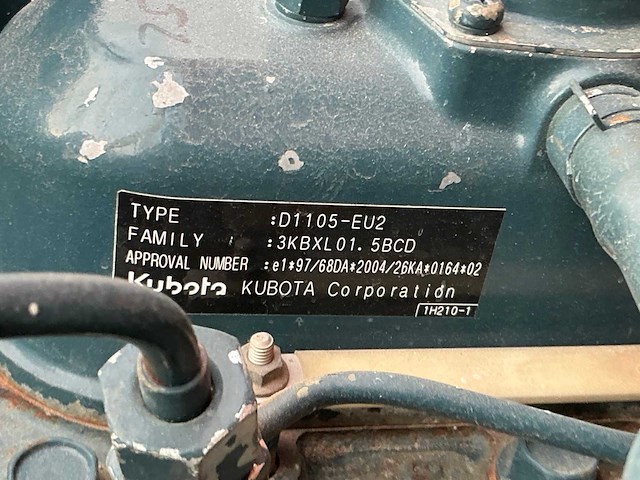 TYPE :D1105-EU2
FAMILY :3KBXL01.5BCD
APPROVAL NUMBER :e1*97/68DA*2004/26KA*0164*02
Kubota KUBOTA Corporation
1H210-1